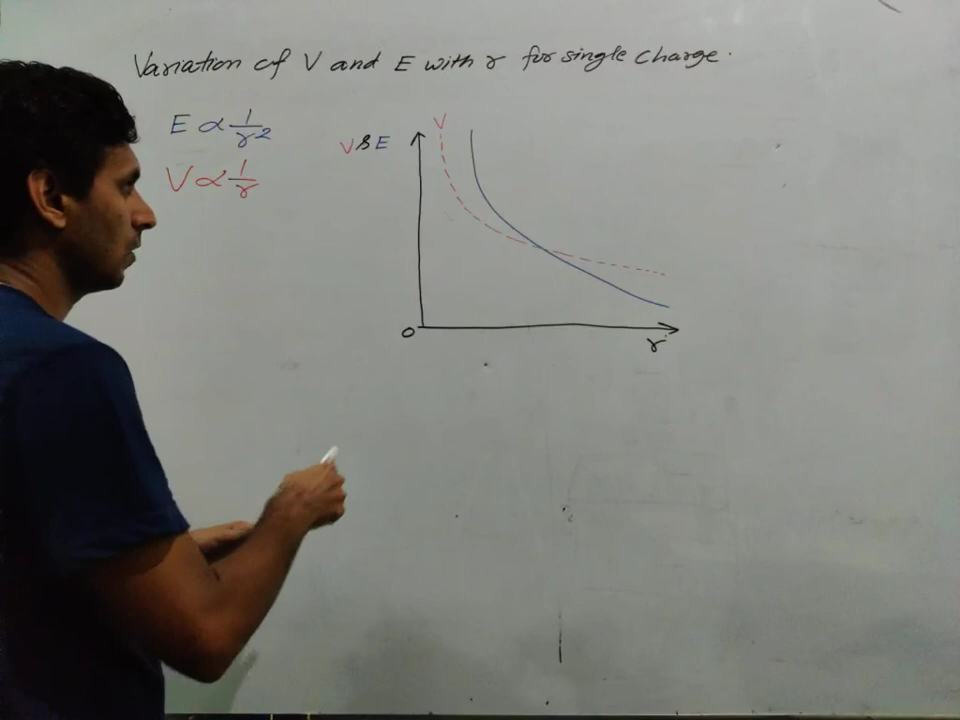 Variation of V and E with r for single charge.
E ∝ 1/r²
V ∝ 1/r
V & E
V
O
r